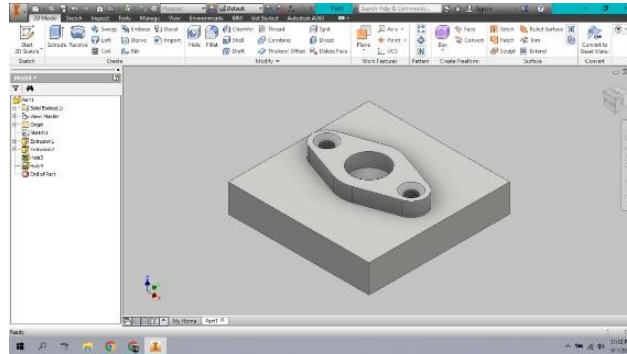 Default
Part1
Search Help & Commands...
Sign In
3D Model Sketch Inspect Tools Manage View Environments BIM Get Started Autodesk A360
Start
2D Sketch
Extrude
Revolve
Sweep
Loft
Coil
Emboss
Derive
Rib
Decal
Import
Hole
Fillet
Chamfer
Shell
Draft
Thread
Combine
Thicken/ Offset
Split
Direct
Delete Face
Plane
Axis
Point
UCS
Box
Face
Convert
Stitch
Patch
Sculpt
Ruled Surface
Trim
Extend
Convert to
Sheet Metal
Sketch
Create
Modify
Work Features
Pattern
Create Freeform
Surface
Convert
Model
Part1
Solid Bodies(1)
View: Master
Origin
Sketch1
Extrusion1
Extrusion2
Hole3
Hole4
End of Part
My Home
Part1
Ready